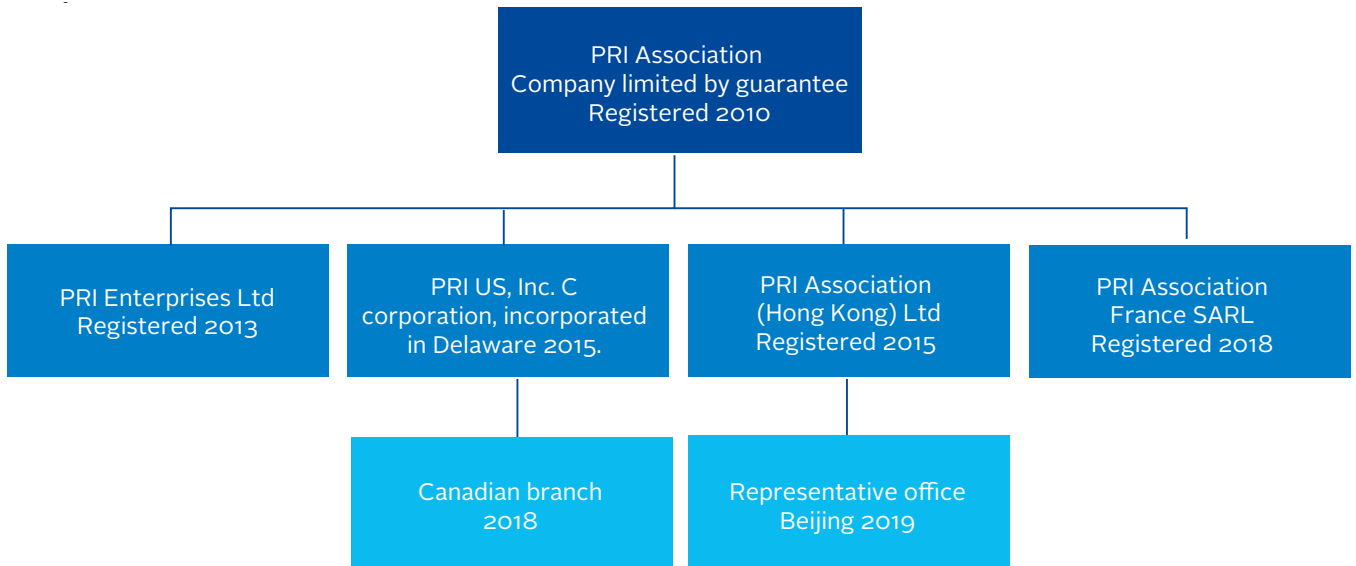 PRI Association
Company limited by guarantee
Registered 2010
PRI Enterprises Ltd
Registered 2013
PRI US, Inc. C
corporation, incorporated
in Delaware 2015.
PRI Association
(Hong Kong) Ltd
Registered 2015
PRI Association
France SARL
Registered 2018
Canadian branch
2018
Representative office
Beijing 2019